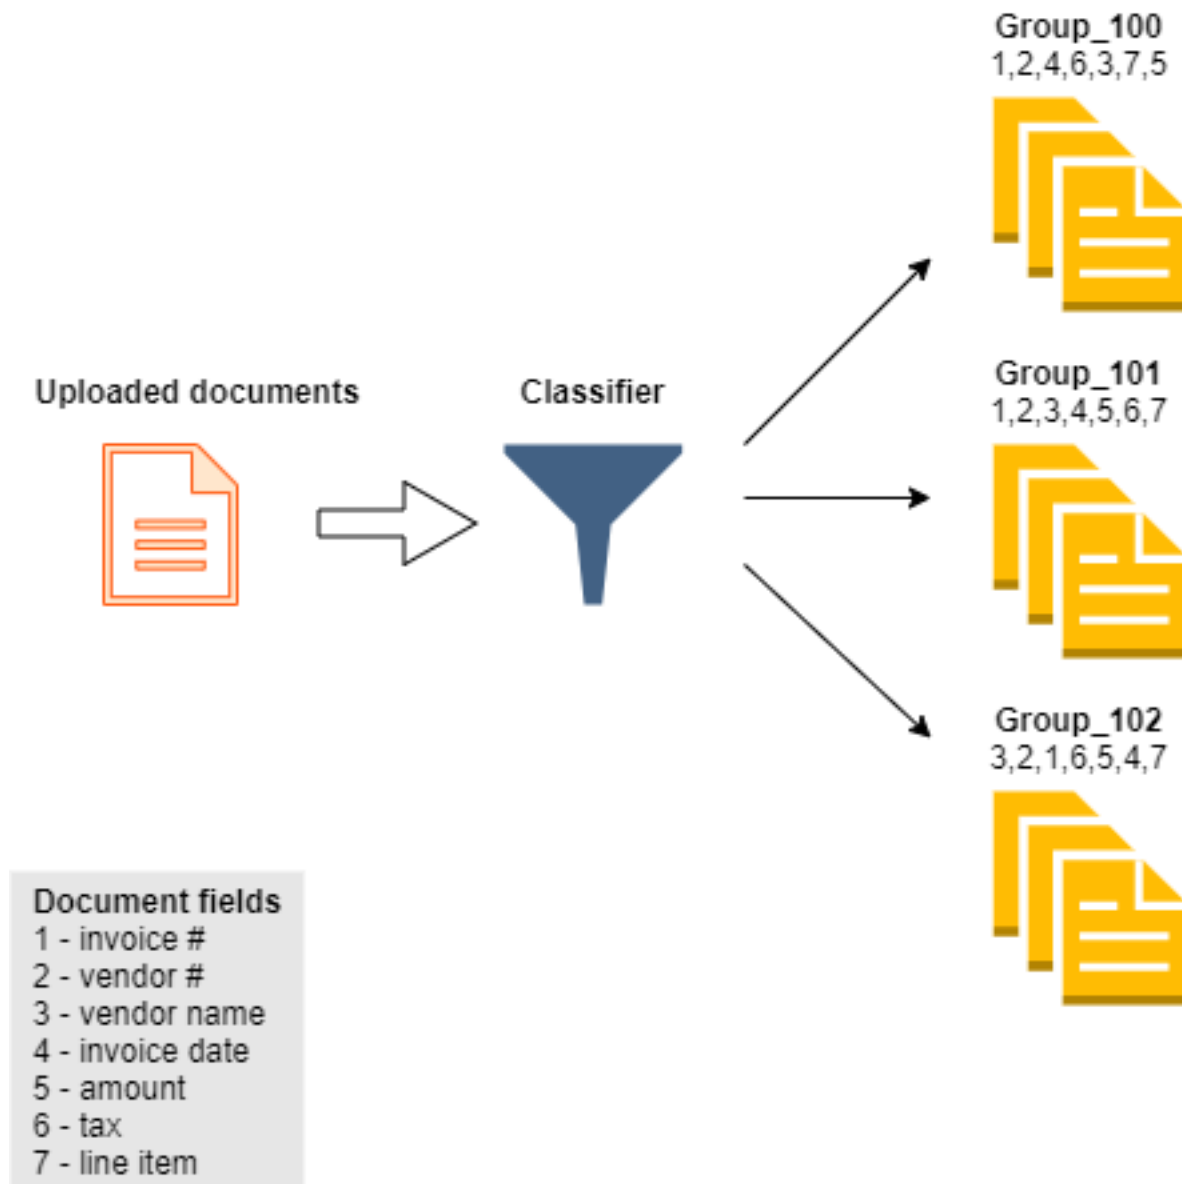 Group_100
1,2,4,6,3,7,5
Uploaded documents
Classifier
Group_101
1,2,3,4,5,6,7
Group_102
3,2,1,6,5,4,7
Document fields
1 - invoice #
2 - vendor #
3 - vendor name
4 - invoice date
5 - amount
6 - tax
7 - line item